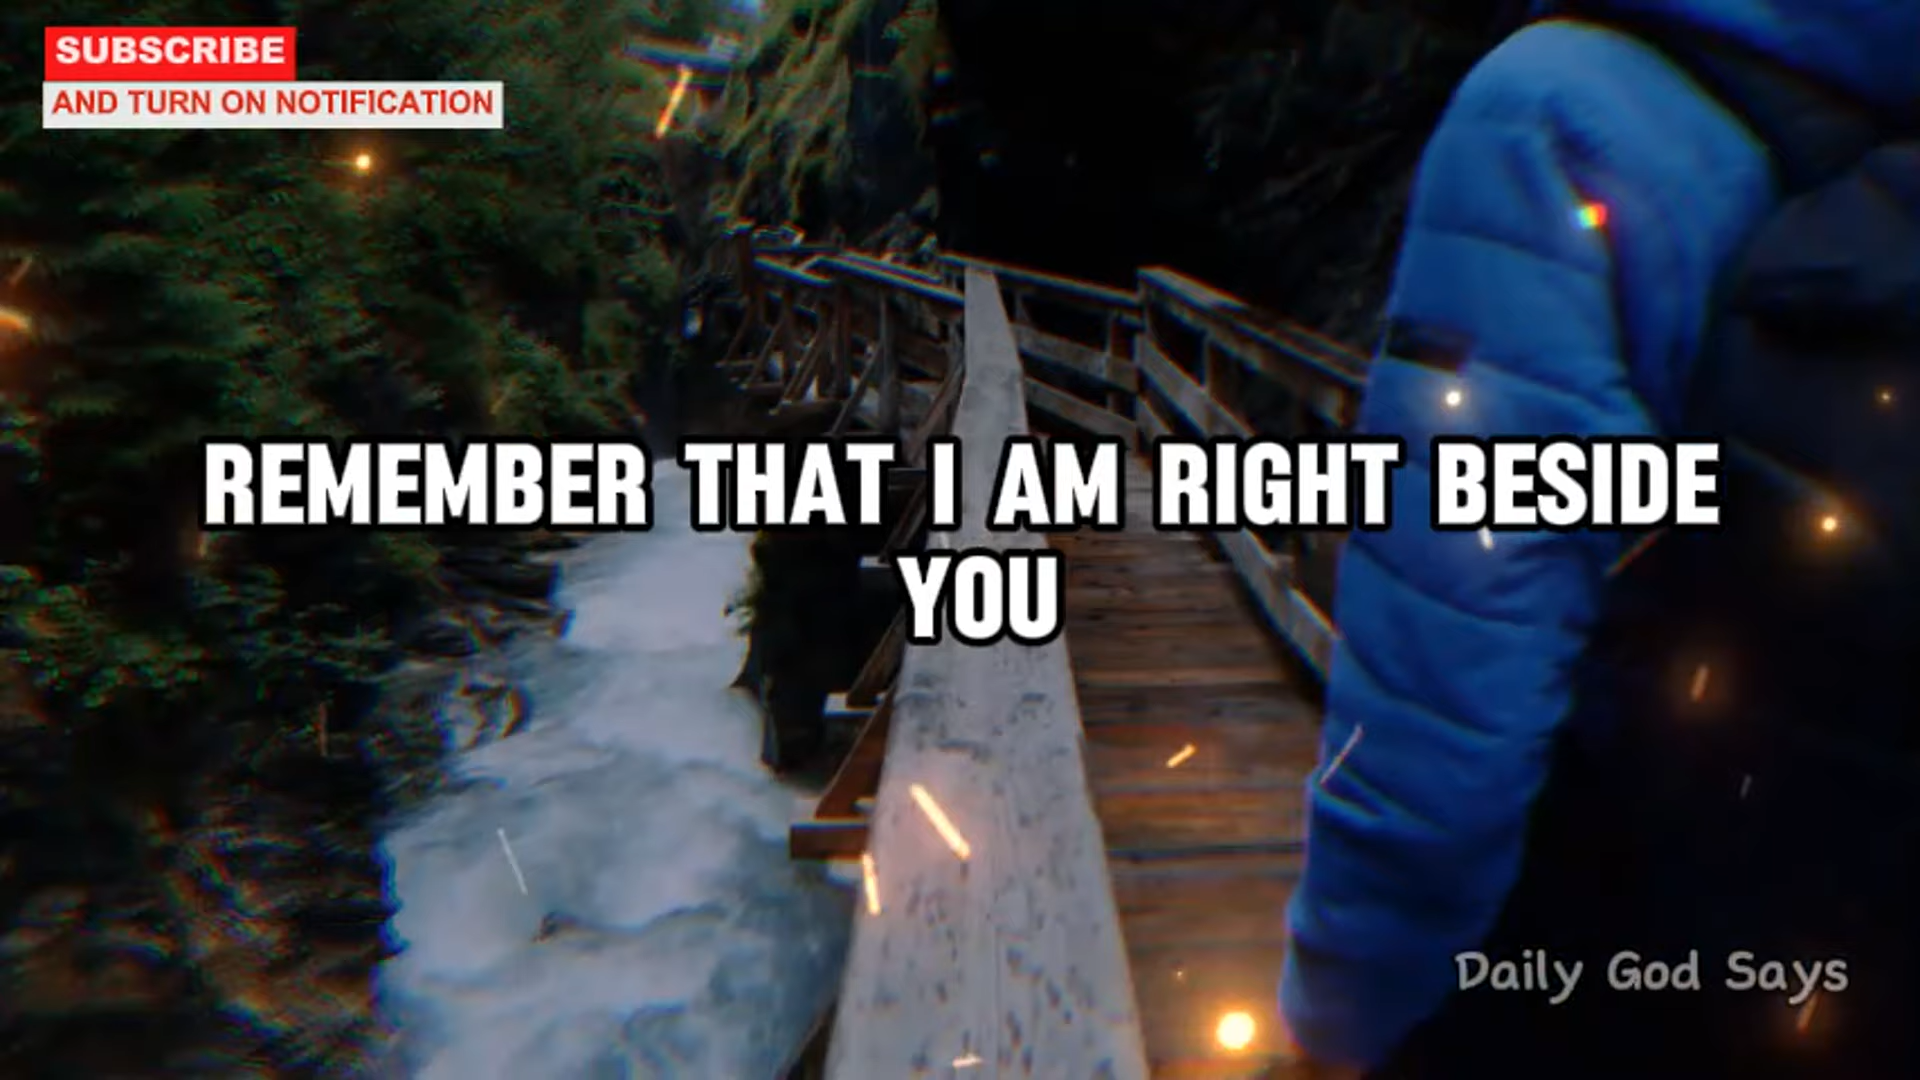 SUBSCRIBE
AND TURN ON NOTIFICATION
REMEMBER THAT I AM RIGHT BESIDE
YOU
Daily God Says